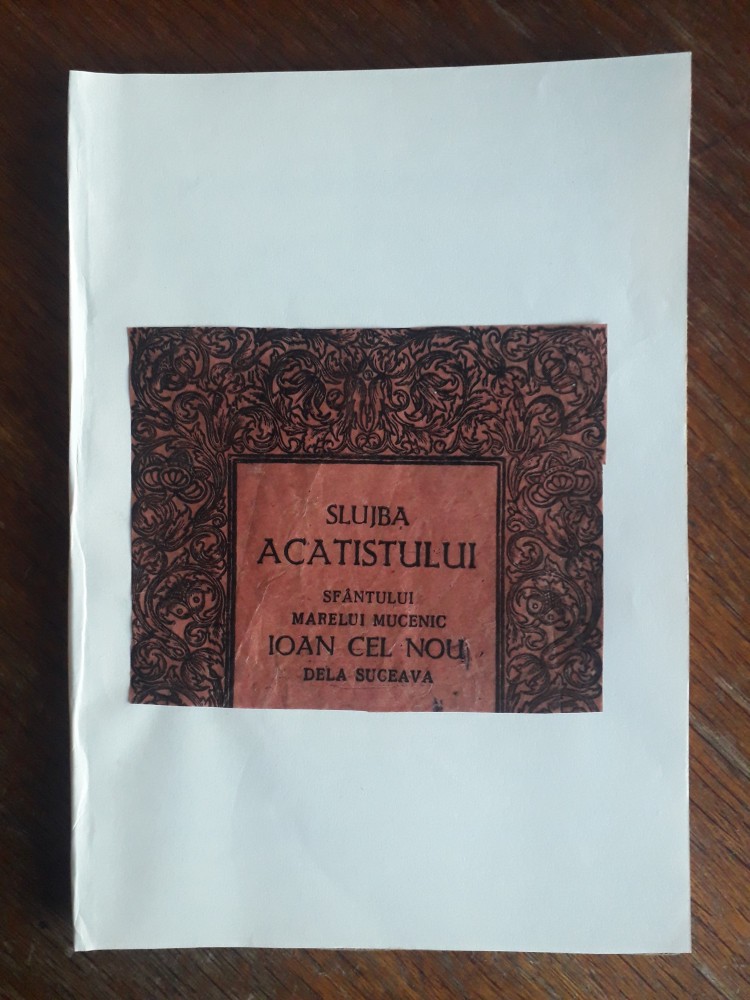 SLUJBA
ACATISTULUI
SFÂNTULUI
MARELUI MUCENIC
IOAN CEL NOU
DELA SUCEAVA